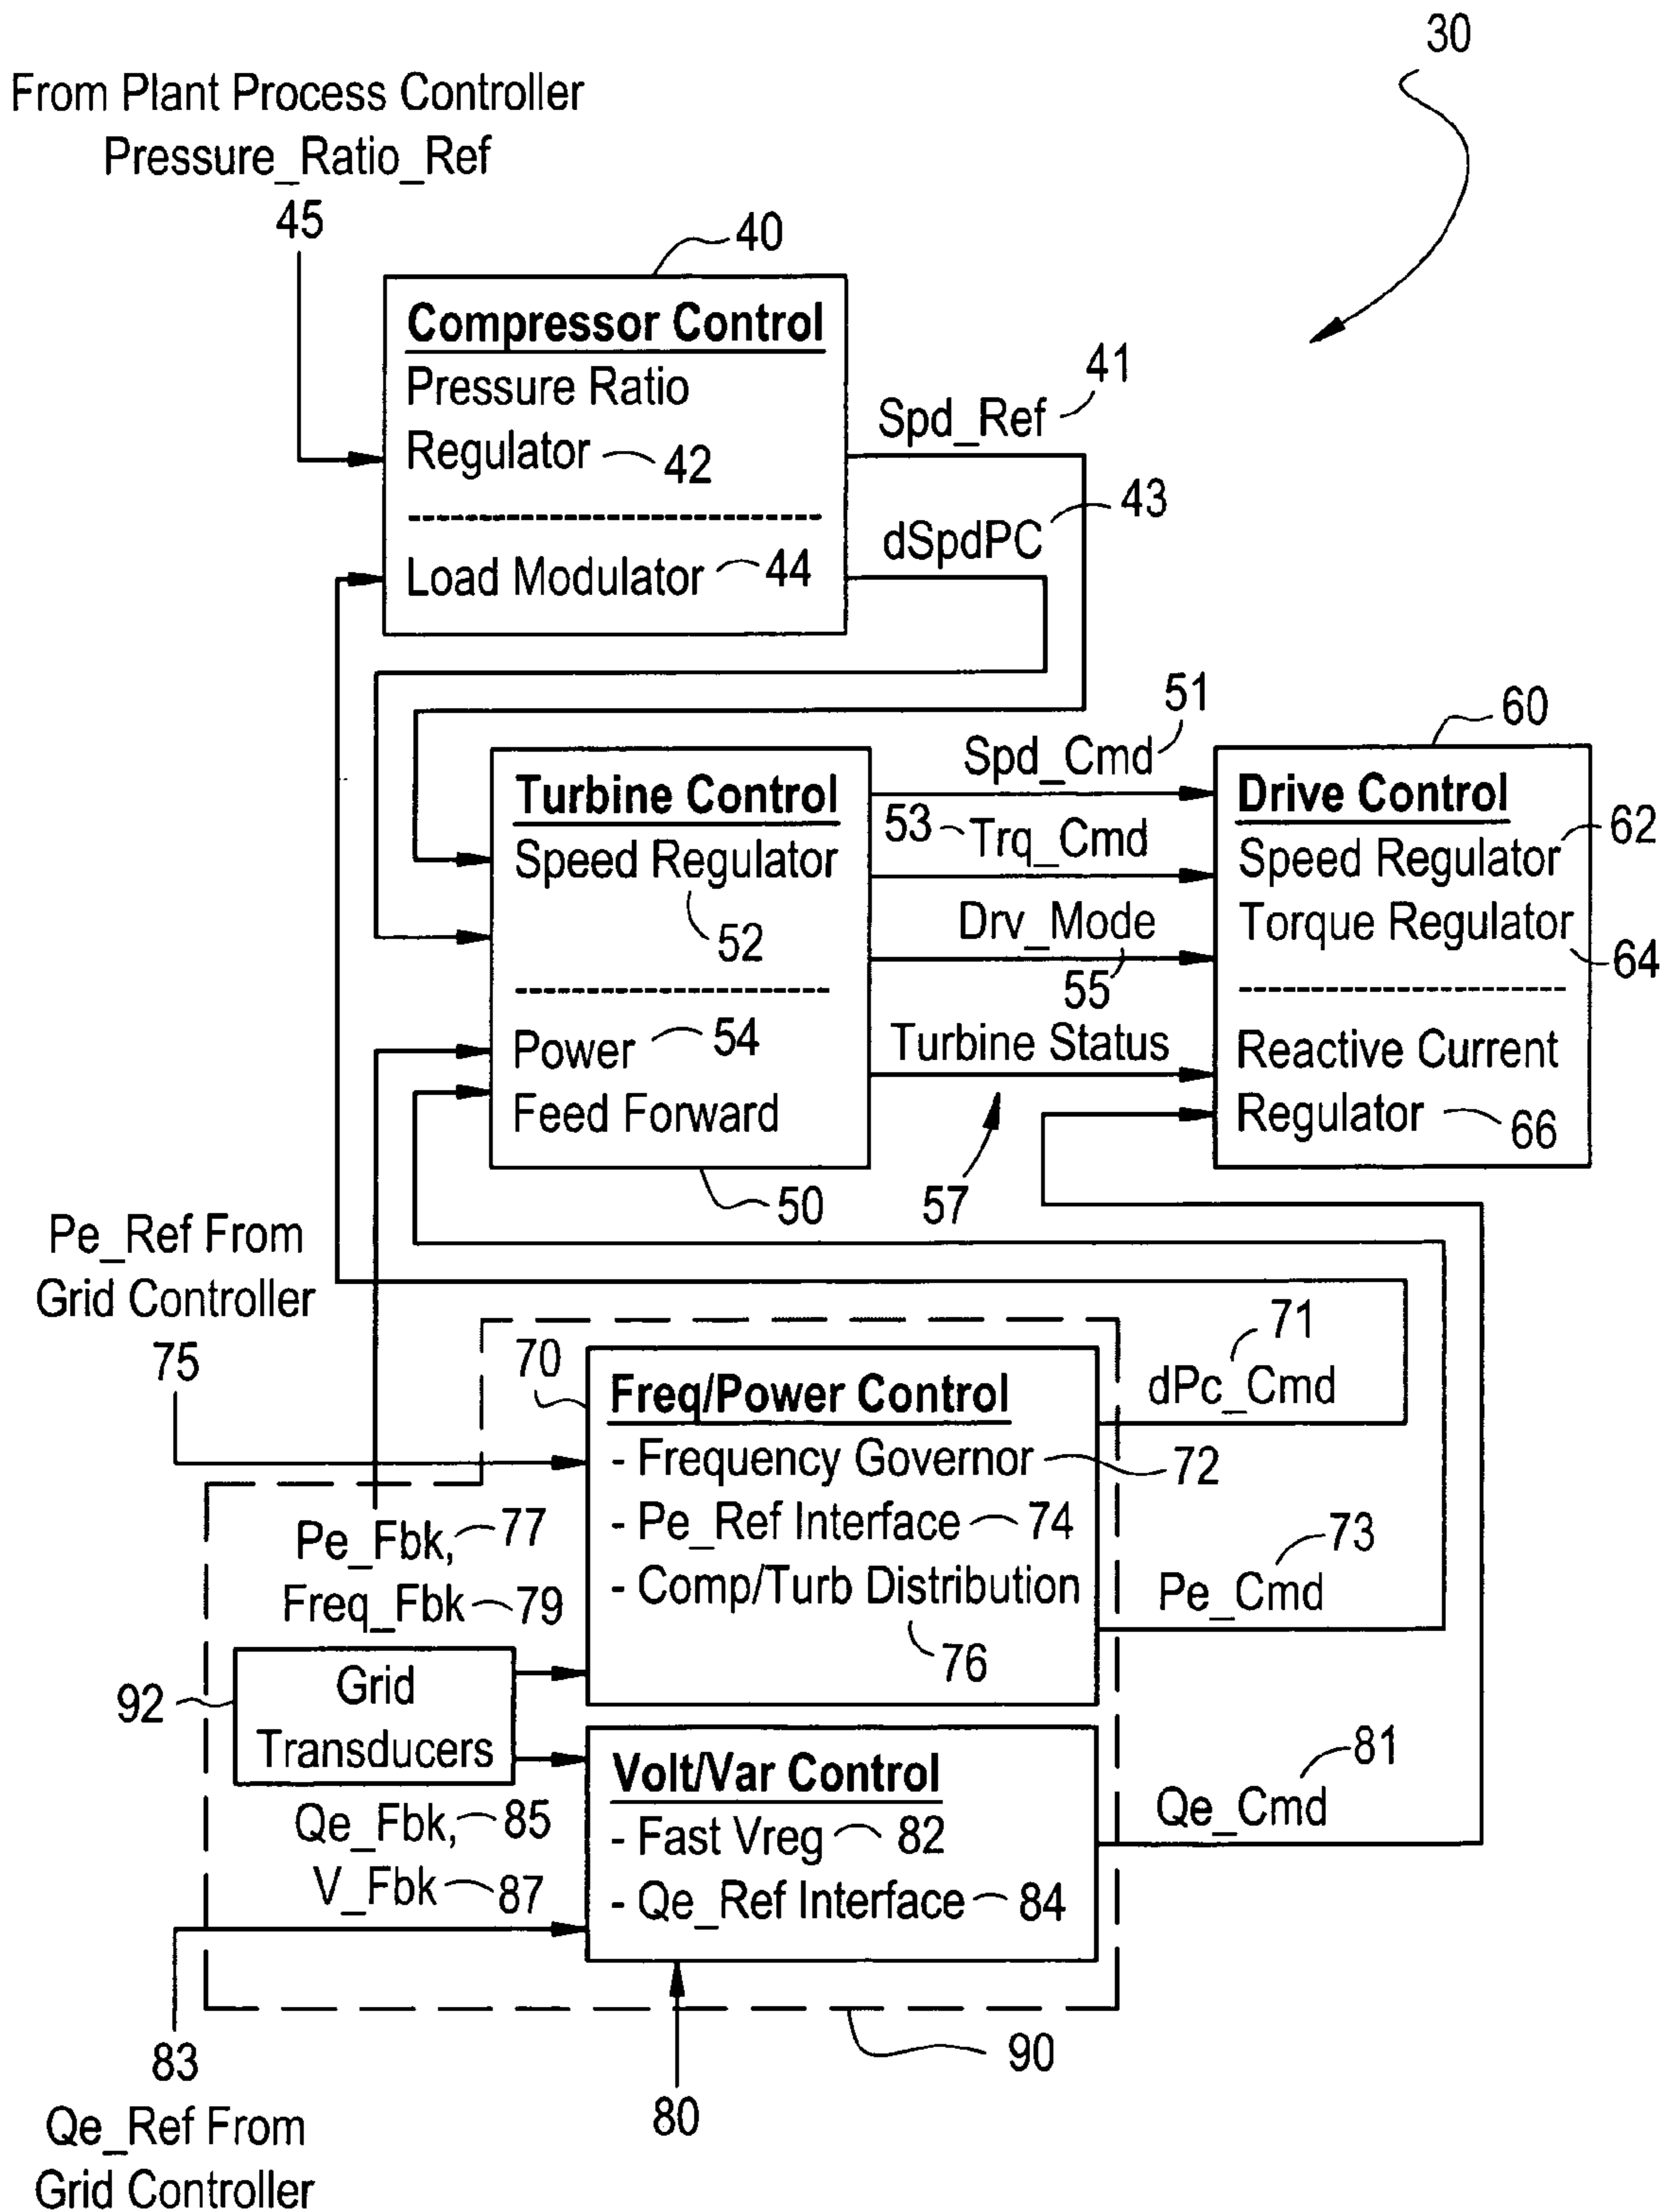 30
From Plant Process Controller
Pressure_Ratio_Ref
45
40
Compressor Control
Pressure Ratio
Regulator 42
Load Modulator 44
Spd_Ref 41
dSpdPC 43
Turbine Control
Speed Regulator
52
Power 54
Feed Forward
50
Spd_Cmd 51
53 Trq_Cmd
Drv_Mode
55
Turbine Status
57
60
Drive Control
Speed Regulator 62
Torque Regulator 64
Reactive Current
Regulator 66
Pe_Ref From
Grid Controller
75
70
Freq/Power Control
- Frequency Governor 72
- Pe_Ref Interface 74
- Comp/Turb Distribution
76
dPc_Cmd 71
Pe_Cmd 73
Pe_Fbk, 77
Freq_Fbk 79
92
Grid
Transducers
Qe_Fbk, 85
V_Fbk 87
Volt/Var Control
- Fast Vreg 82
- Qe_Ref Interface 84
Qe_Cmd 81
80
90
83
Qe_Ref From
Grid Controller